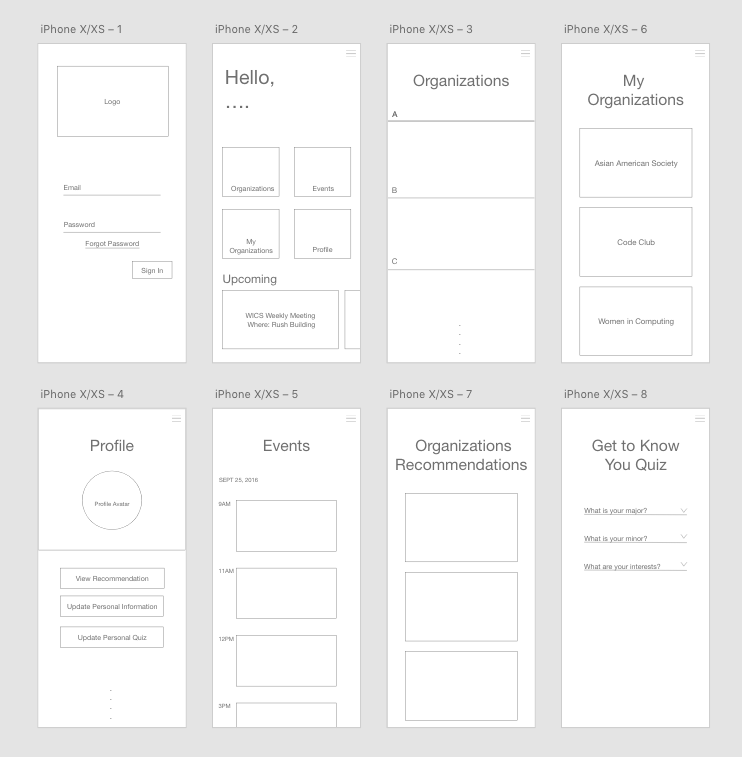 iPhone X/XS – 1
Logo
Email
Password
Forgot Password
Sign In
iPhone X/XS – 2
Hello,
....
Organizations
Events
My
Organizations
Profile
Upcoming
WICS Weekly Meeting
Where: Rush Building
iPhone X/XS – 3
Organizations
A
B
C
iPhone X/XS – 6
My
Organizations
Asian American Society
Code Club
Women in Computing
iPhone X/XS – 4
Profile
Profile Avatar
View Recommendation
Update Personal Information
Update Personal Quiz
iPhone X/XS – 5
Events
SEPT 25, 2016
9AM
11AM
12PM
3PM
iPhone X/XS – 7
Organizations
Recommendations
iPhone X/XS – 8
Get to Know
You Quiz
What is your major?
What is your minor?
What are your interests?